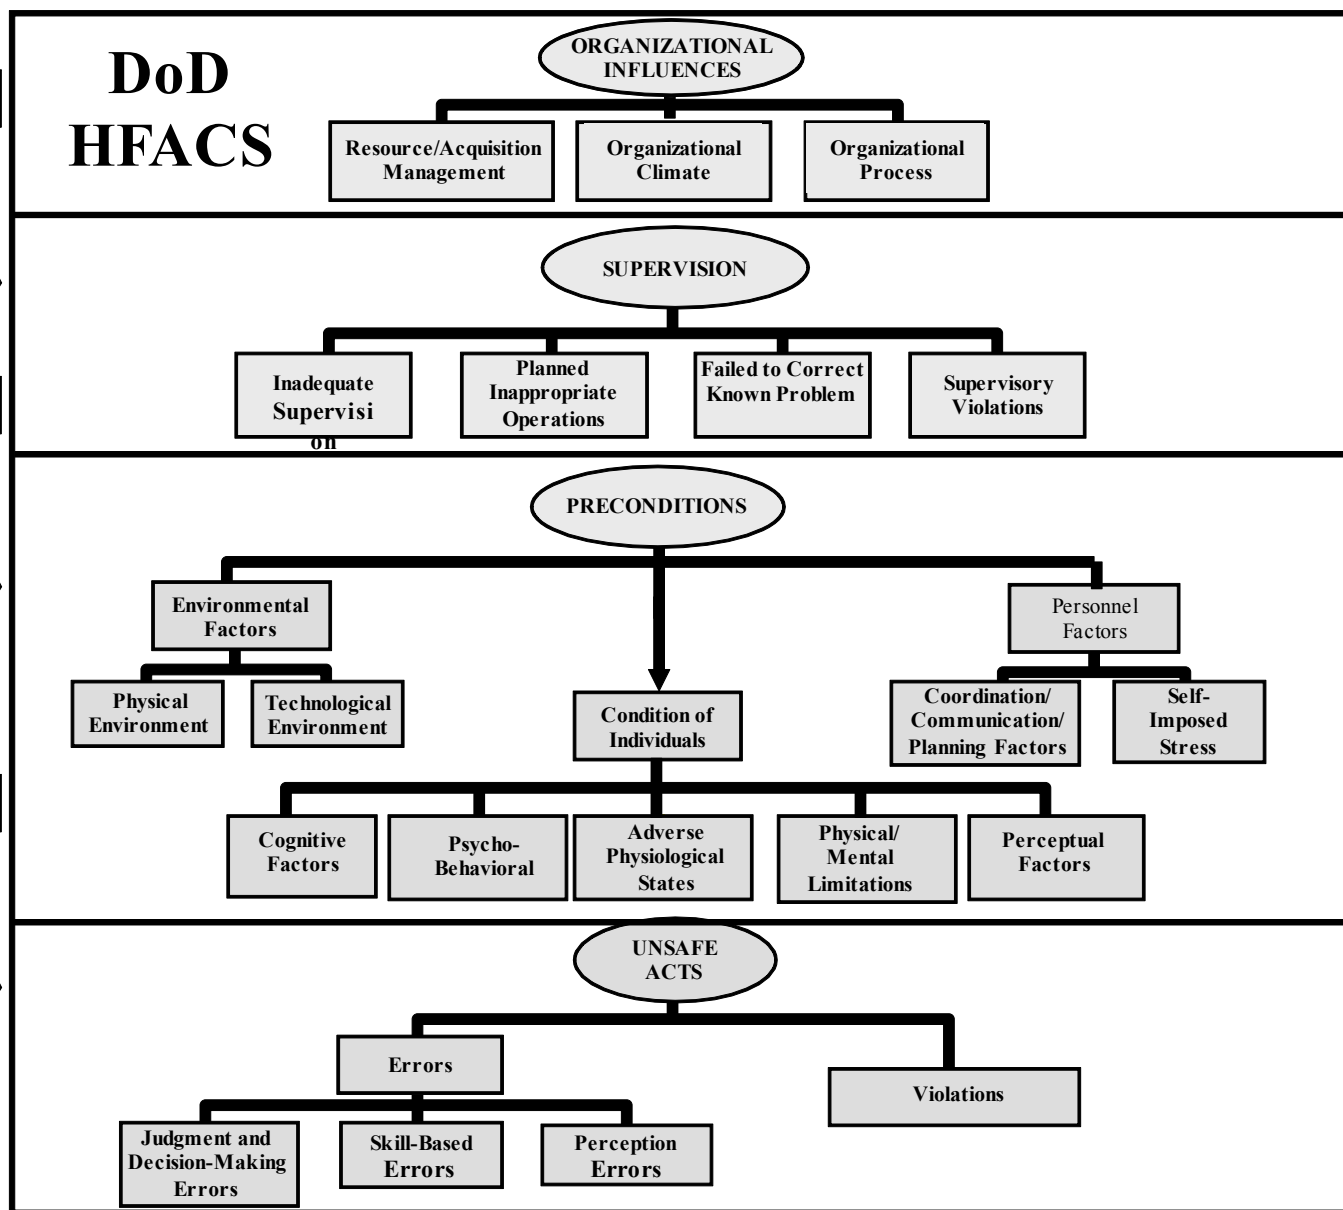 DoD
HFACS
ORGANIZATIONAL
INFLUENCES
Resource/Acquisition
Management
Organizational
Climate
Organizational
Process
SUPERVISION
Inadequate
Supervisi
on
Planned
Inappropriate
Operations
Failed to Correct
Known Problem
Supervisory
Violations
PRECONDITIONS
Environmental
Factors
Personnel
Factors
Physical
Environment
Technological
Environment
Condition of
Individuals
Coordination/
Communication/
Planning Factors
Self-
Imposed
Stress
Cognitive
Factors
Psycho-
Behavioral
Adverse
Physiological
States
Physical/
Mental
Limitations
Perceptual
Factors
UNSAFE
ACTS
Errors
Violations
Judgment and
Decision-Making
Errors
Skill-Based
Errors
Perception
Errors